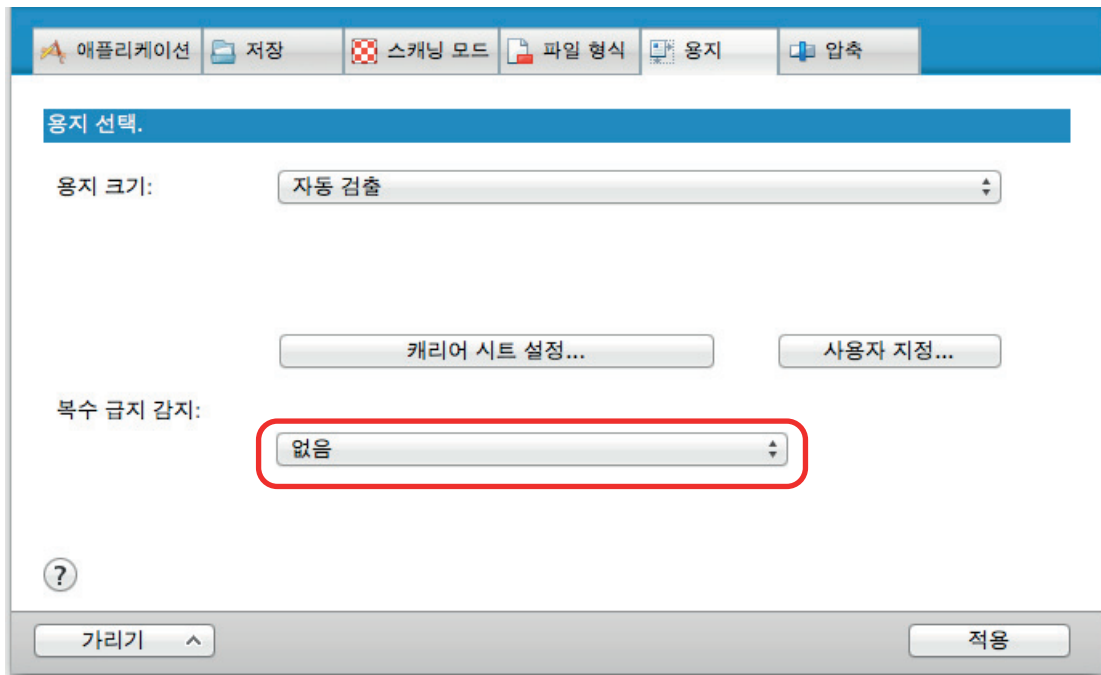 애플리케이션 저장 스캐닝 모드 파일 형식 용지 압축
용지 선택.
용지 크기: 자동 검출
캐리어 시트 설정... 사용자 지정...
복수 급지 감지:
없음
?
가리기 적용